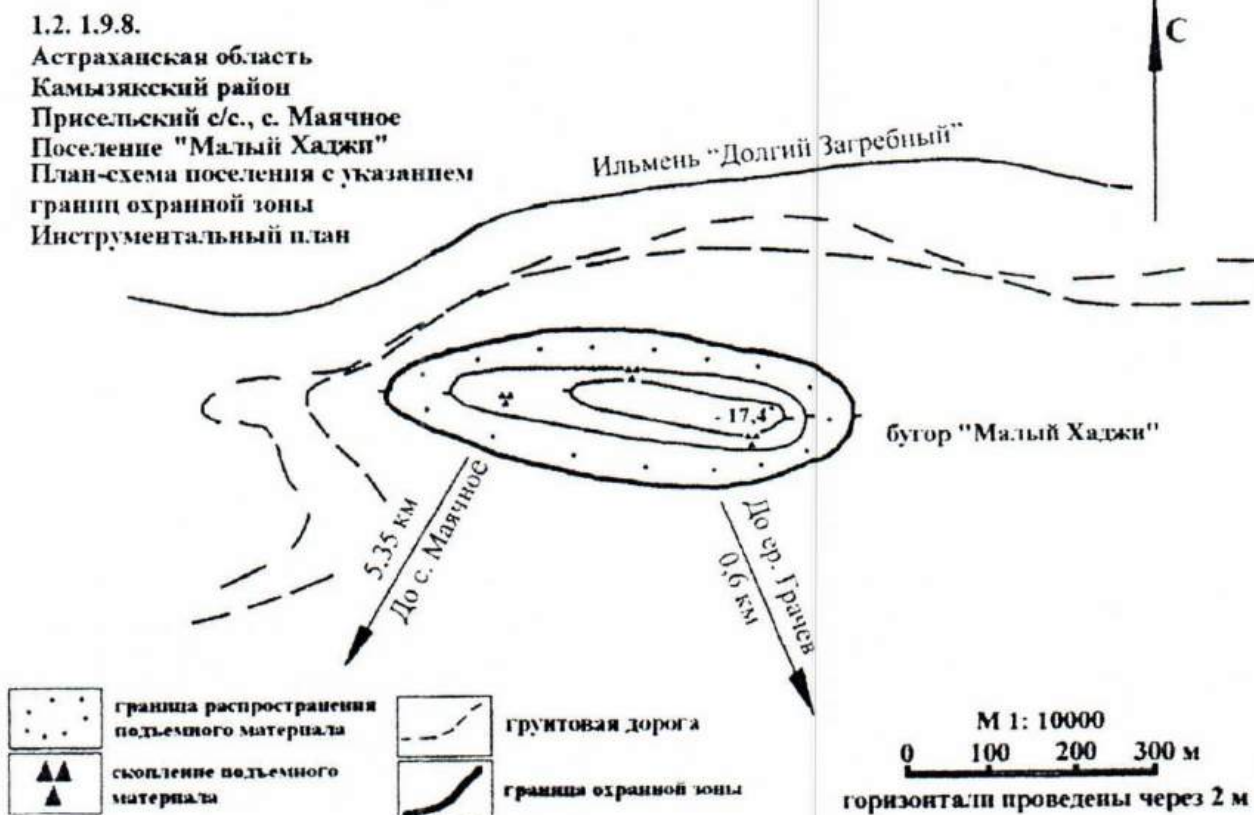 1.2. 1.9.8.
Астраханская область
Камызякский район
Присельский с/с., с. Маячное
Поселение "Малый Хаджи"
План-схема поселения с указанием
границ охранной зоны
Инструментальный план
С
Ильмень "Долгий Загребный"
- 17,4
бугор "Малый Хаджи"
5,35 км
До с. Маячное
До ер. Грачев
0,6 км
граница распространения
подъемного материала
скопление подъемного
материала
грунтовая дорога
граница охранной зоны
М 1: 10000
0 100 200 300 м
горизонтали проведены через 2 м